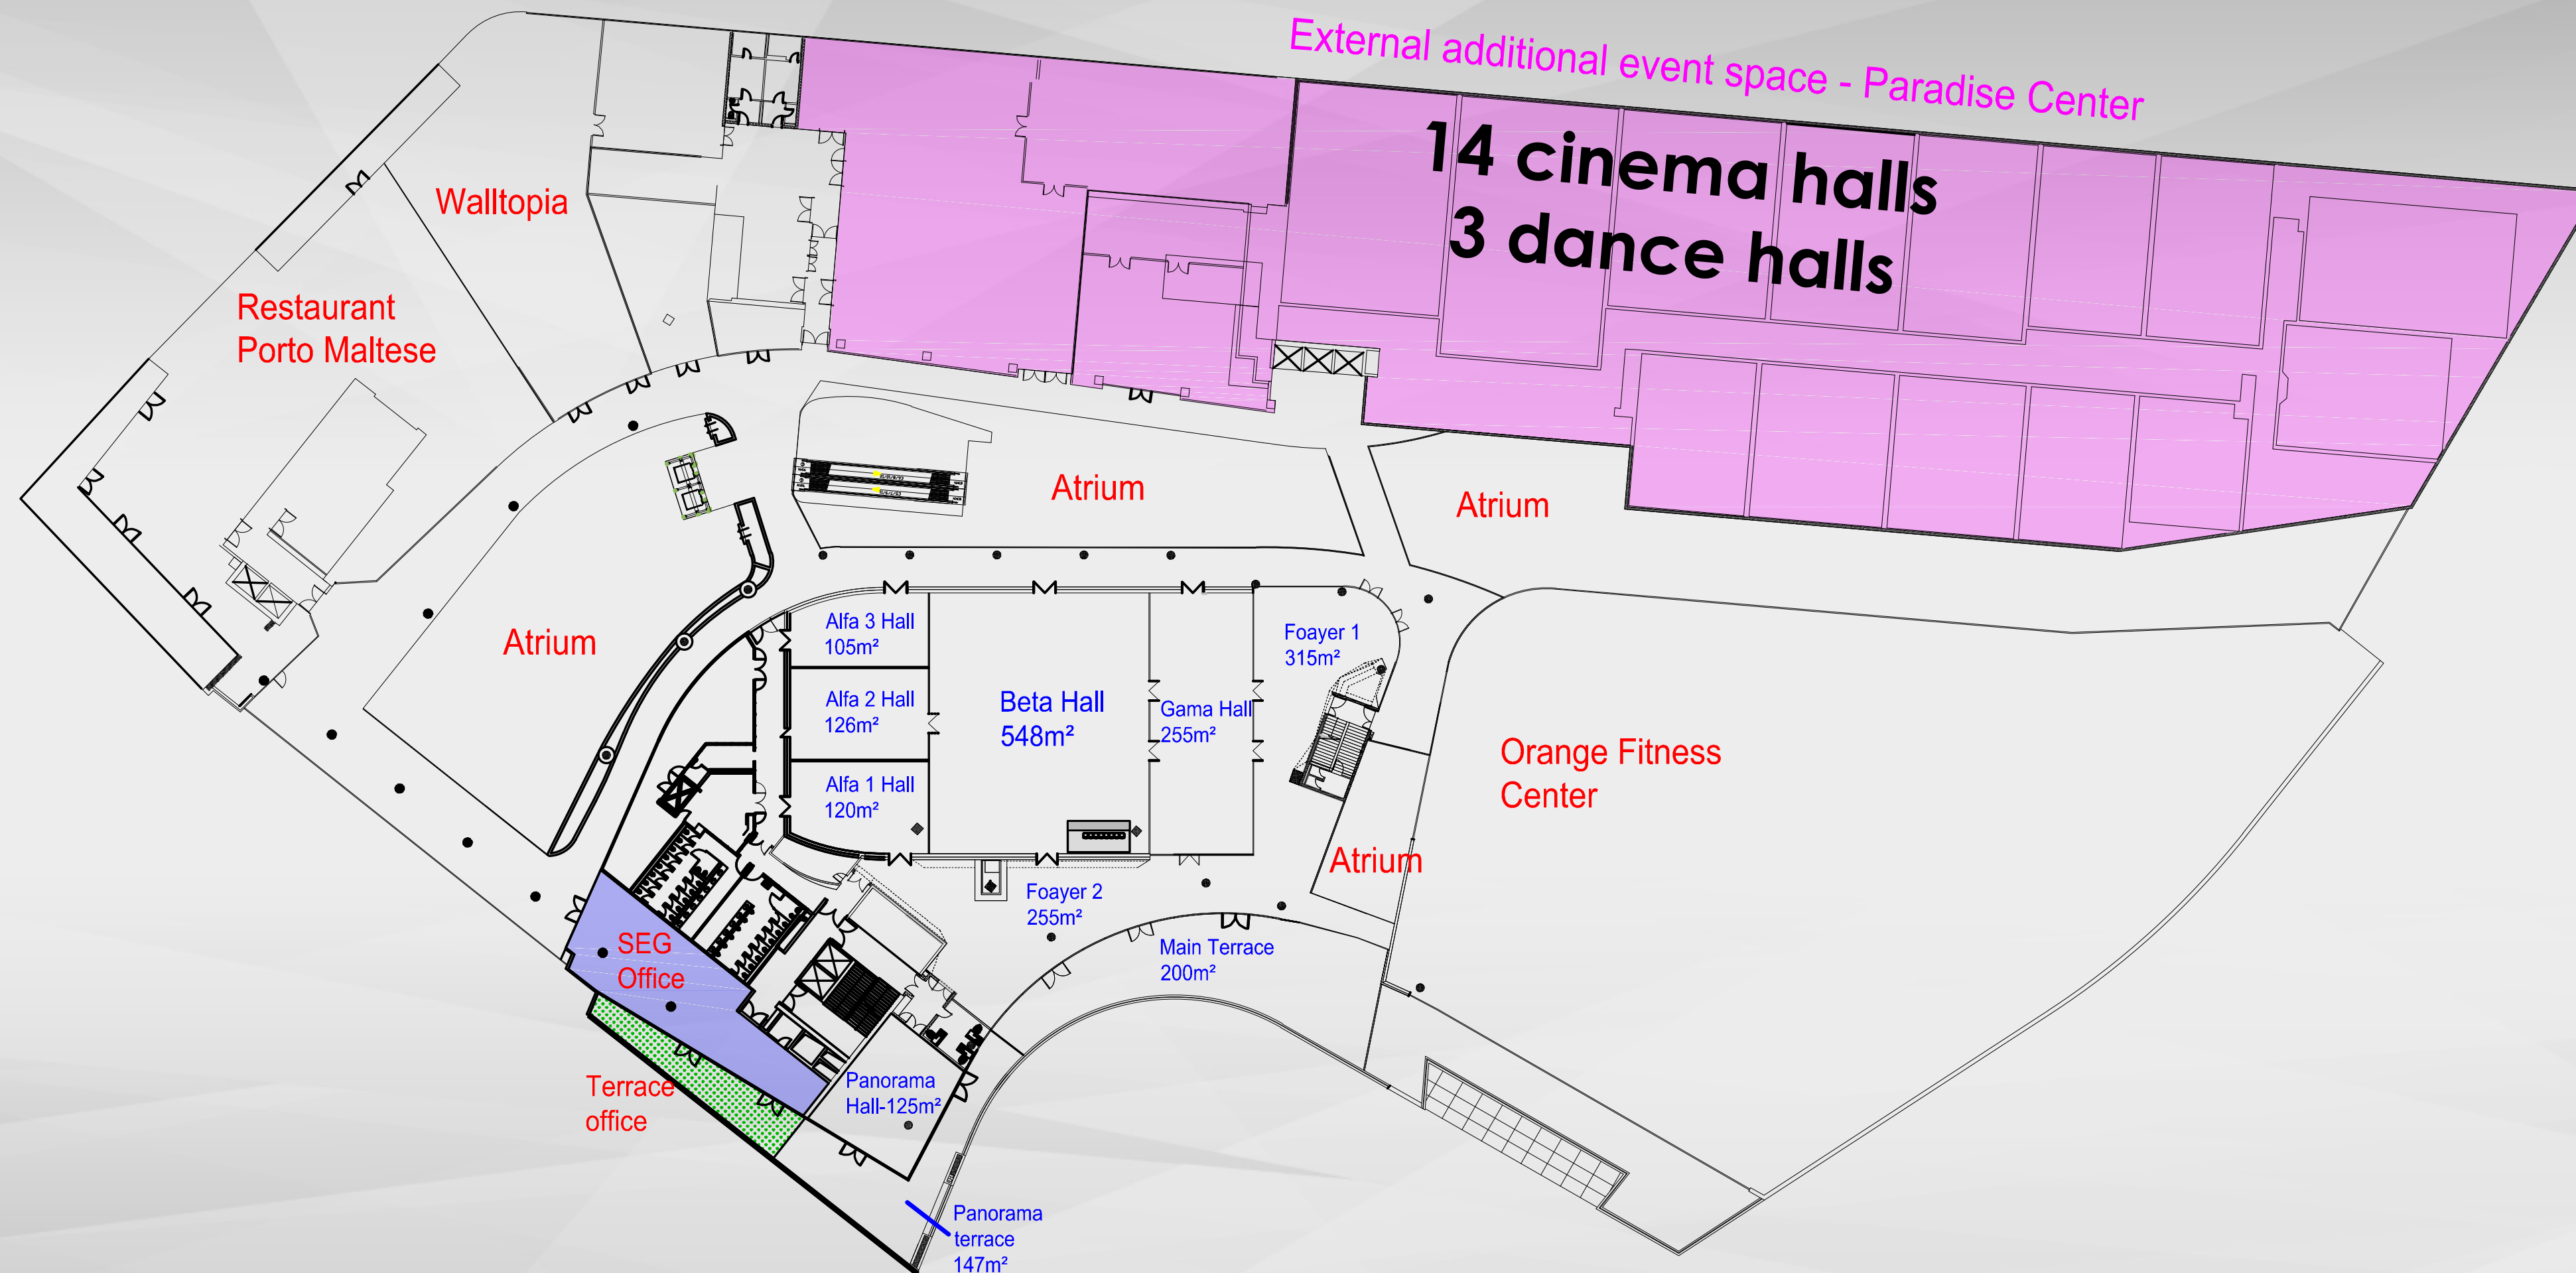 External additional event space - Paradise Center
14 cinema halls
3 dance halls
Walltopia
Restaurant
Porto Maltese
Atrium
Atrium
Atrium
Alfa 3 Hall
105m²
Foayer 1
315m²
Alfa 2 Hall
126m²
Beta Hall
548m²
Gama Hall
255m²
Orange Fitness
Center
Alfa 1 Hall
120m²
Atrium
Foayer 2
255m²
SEG
Office
Main Terrace
200m²
Terrace
office
Panorama
Hall-125m²
Panorama
terrace
147m²